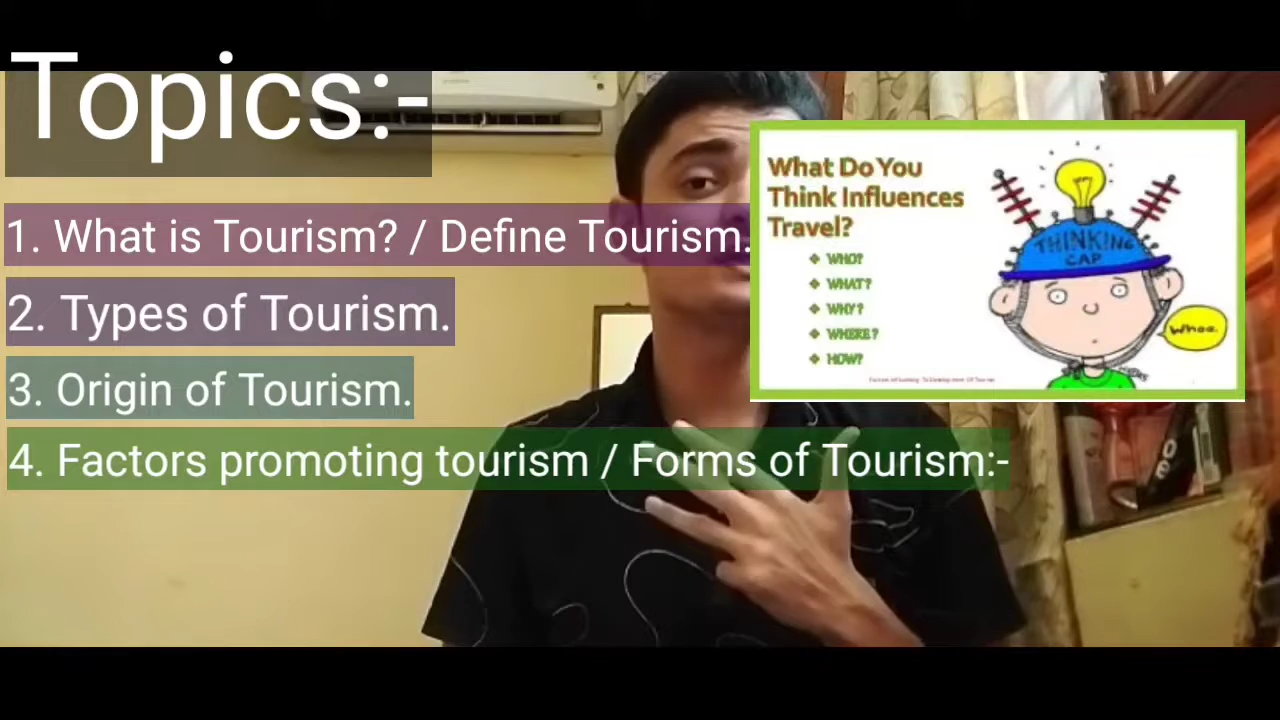 Topics:-
1. What is Tourism? / Define Tourism.
2. Types of Tourism.
3. Origin of Tourism.
4. Factors promoting tourism / Forms of Tourism:-
What Do You
Think Influences
Travel?
❖ WHO?
❖ WHAT?
❖ WHY?
❖ WHERE?
❖ HOW?
THINKING
CAP
Whoa.